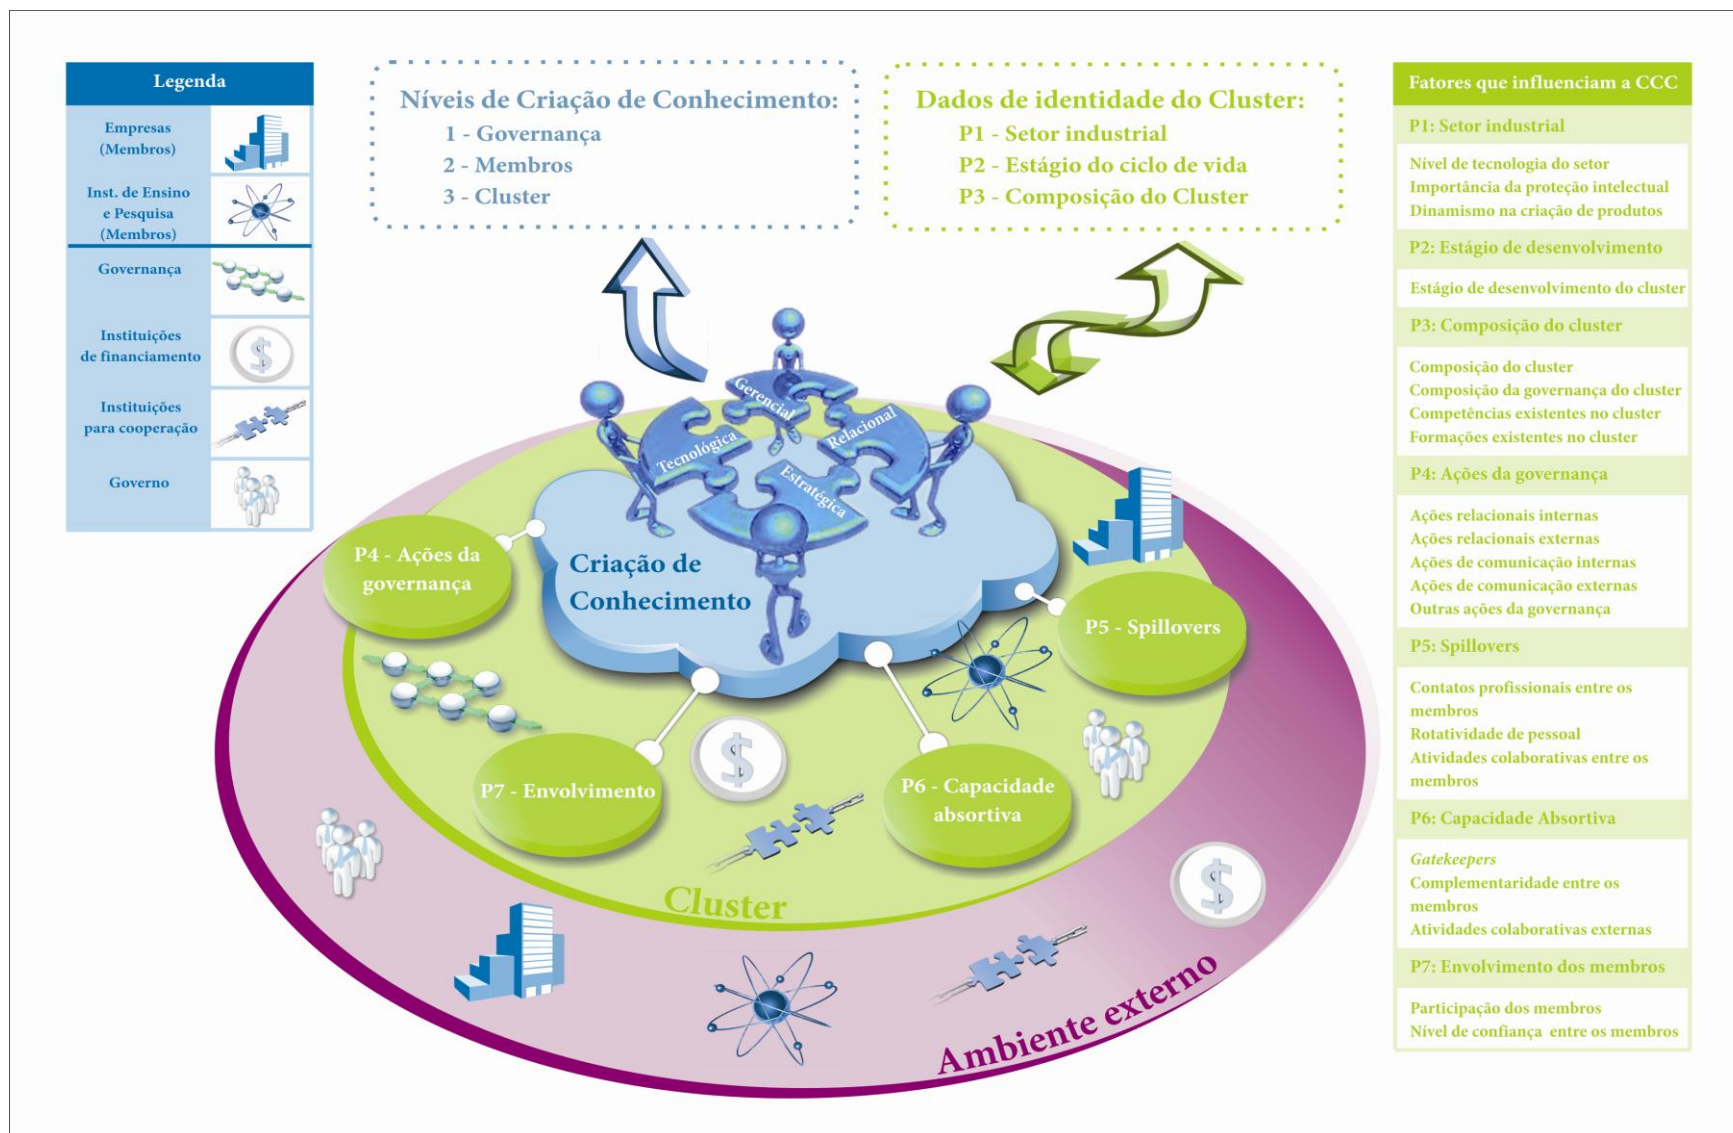 Legenda
Empresas
(Membros)
Inst. de Ensino
e Pesquisa
(Membros)
Governança
Instituições
de financiamento
Instituições
para cooperação
Governo
Níveis de Criação de Conhecimento:
1 - Governança
2 - Membros
3 - Cluster
Dados de identidade do Cluster:
P1 - Setor industrial
P2 - Estágio do ciclo de vida
P3 - Composição do Cluster
Gerencial
Relacional
Tecnológica
Estratégica
Criação de
Conhecimento
P4 - Ações da
governança
P5 - Spillovers
P7 - Envolvimento
P6 - Capacidade
absortiva
$
Cluster
$
Ambiente externo
Fatores que influenciam a CCC
P1: Setor industrial
Nível de tecnologia do setor
Importância da proteção intelectual
Dinamismo na criação de produtos
P2: Estágio de desenvolvimento
Estágio de desenvolvimento do cluster
P3: Composição do cluster
Composição do cluster
Composição da governança do cluster
Competências existentes no cluster
Formações existentes no cluster
P4: Ações da governança
Ações relacionais internas
Ações relacionais externas
Ações de comunicação internas
Ações de comunicação externas
Outras ações da governança
P5: Spillovers
Contatos profissionais entre os
membros
Rotatividade de pessoal
Atividades colaborativas entre os
membros
P6: Capacidade Absortiva
Gatekeepers
Complementaridade entre os
membros
Atividades colaborativas externas
P7: Envolvimento dos membros
Participação dos membros
Nível de confiança entre os membros